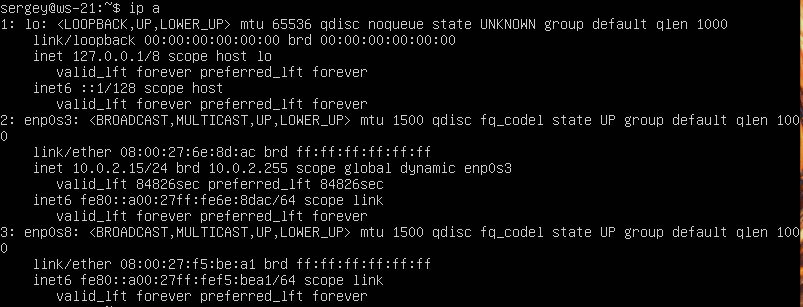 sergey@ws-21:~$ ip a
1: lo: <LOOPBACK,UP,LOWER_UP> mtu 65536 qdisc noqueue state UNKNOWN group default qlen 1000
    link/loopback 00:00:00:00:00:00 brd 00:00:00:00:00:00
    inet 127.0.0.1/8 scope host lo
       valid_lft forever preferred_lft forever
    inet6 ::1/128 scope host
       valid_lft forever preferred_lft forever
2: enp0s3: <BROADCAST,MULTICAST,UP,LOWER_UP> mtu 1500 qdisc fq_codel state UP group default qlen 100
0
    link/ether 08:00:27:6e:8d:ac brd ff:ff:ff:ff:ff:ff
    inet 10.0.2.15/24 brd 10.0.2.255 scope global dynamic enp0s3
       valid_lft 84826sec preferred_lft 84826sec
    inet6 fe80::a00:27ff:fe6e:8dac/64 scope link
       valid_lft forever preferred_lft forever
3: enp0s8: <BROADCAST,MULTICAST,UP,LOWER_UP> mtu 1500 qdisc fq_codel state UP group default qlen 100
0
    link/ether 08:00:27:f5:be:a1 brd ff:ff:ff:ff:ff:ff
    inet6 fe80::a00:27ff:fef5:bea1/64 scope link
       valid_lft forever preferred_lft forever